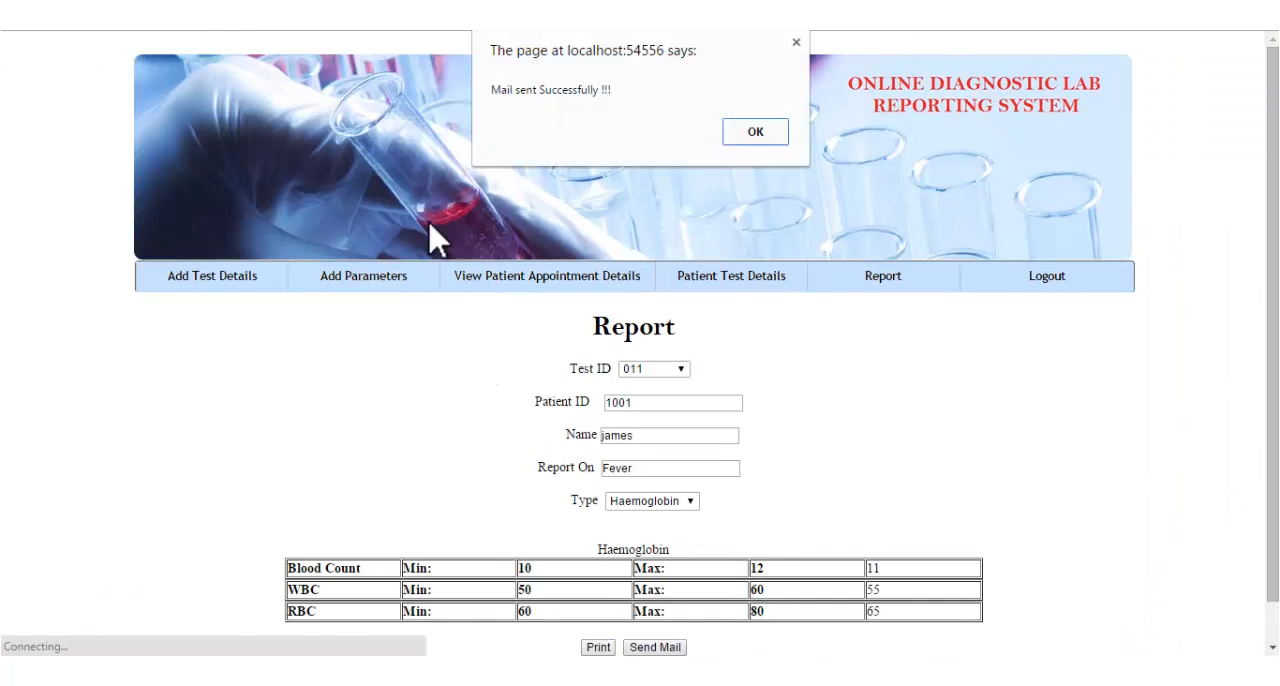 The page at localhost:54556 says:
Mail sent Successfully !!!
OK
ONLINE DIAGNOSTIC LAB
REPORTING SYSTEM
Add Test Details Add Parameters View Patient Appointment Details Patient Test Details Report Logout
Report
Test ID 011
Patient ID 1001
Name james
Report On Fever
Type Haemoglobin
Haemoglobin
Blood Count Min: 10 Max: 12 11
WBC Min: 50 Max: 60 55
RBC Min: 60 Max: 80 65
Print Send Mail
Connecting...